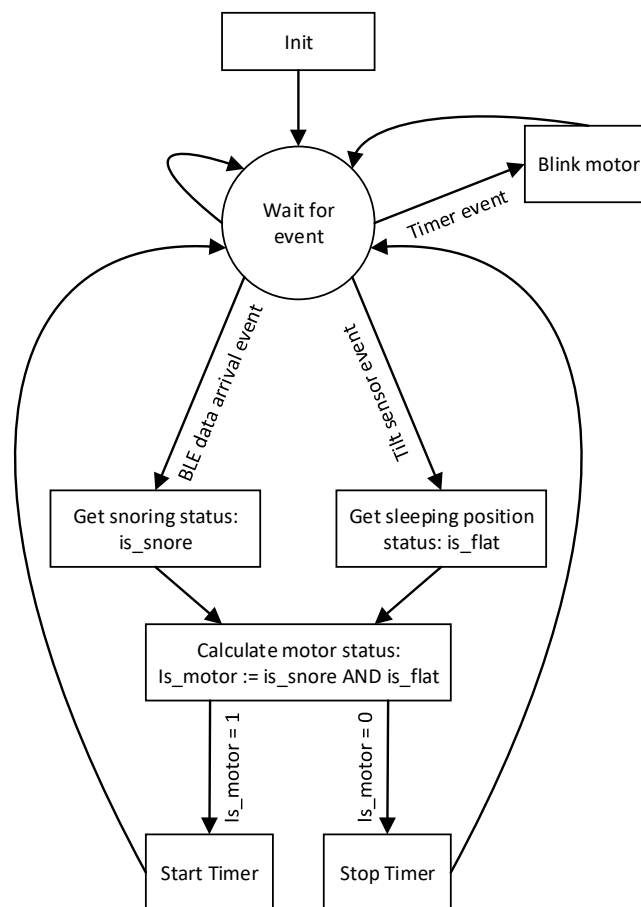 Init
Wait for
event
Blink motor
Timer event
BLE data arrival event
Tilt sensor event
Get snoring status:
is_snore
Get sleeping position
status: is_flat
Calculate motor status:
Is_motor := is_snore AND is_flat
Is_motor = 1
Is_motor = 0
Start Timer
Stop Timer